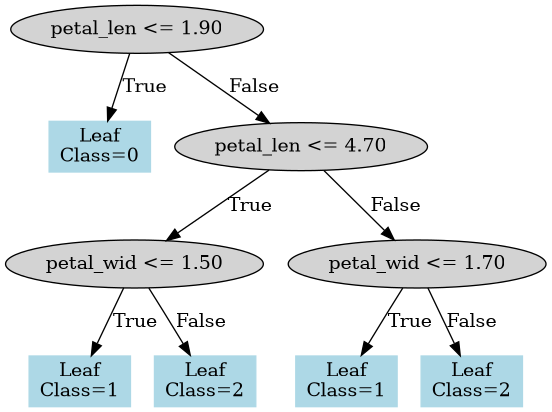 petal_len <= 1.90
True
False
Leaf
Class=0
petal_len <= 4.70
True
False
petal_wid <= 1.50
petal_wid <= 1.70
True
False
True
False
Leaf
Class=1
Leaf
Class=2
Leaf
Class=1
Leaf
Class=2